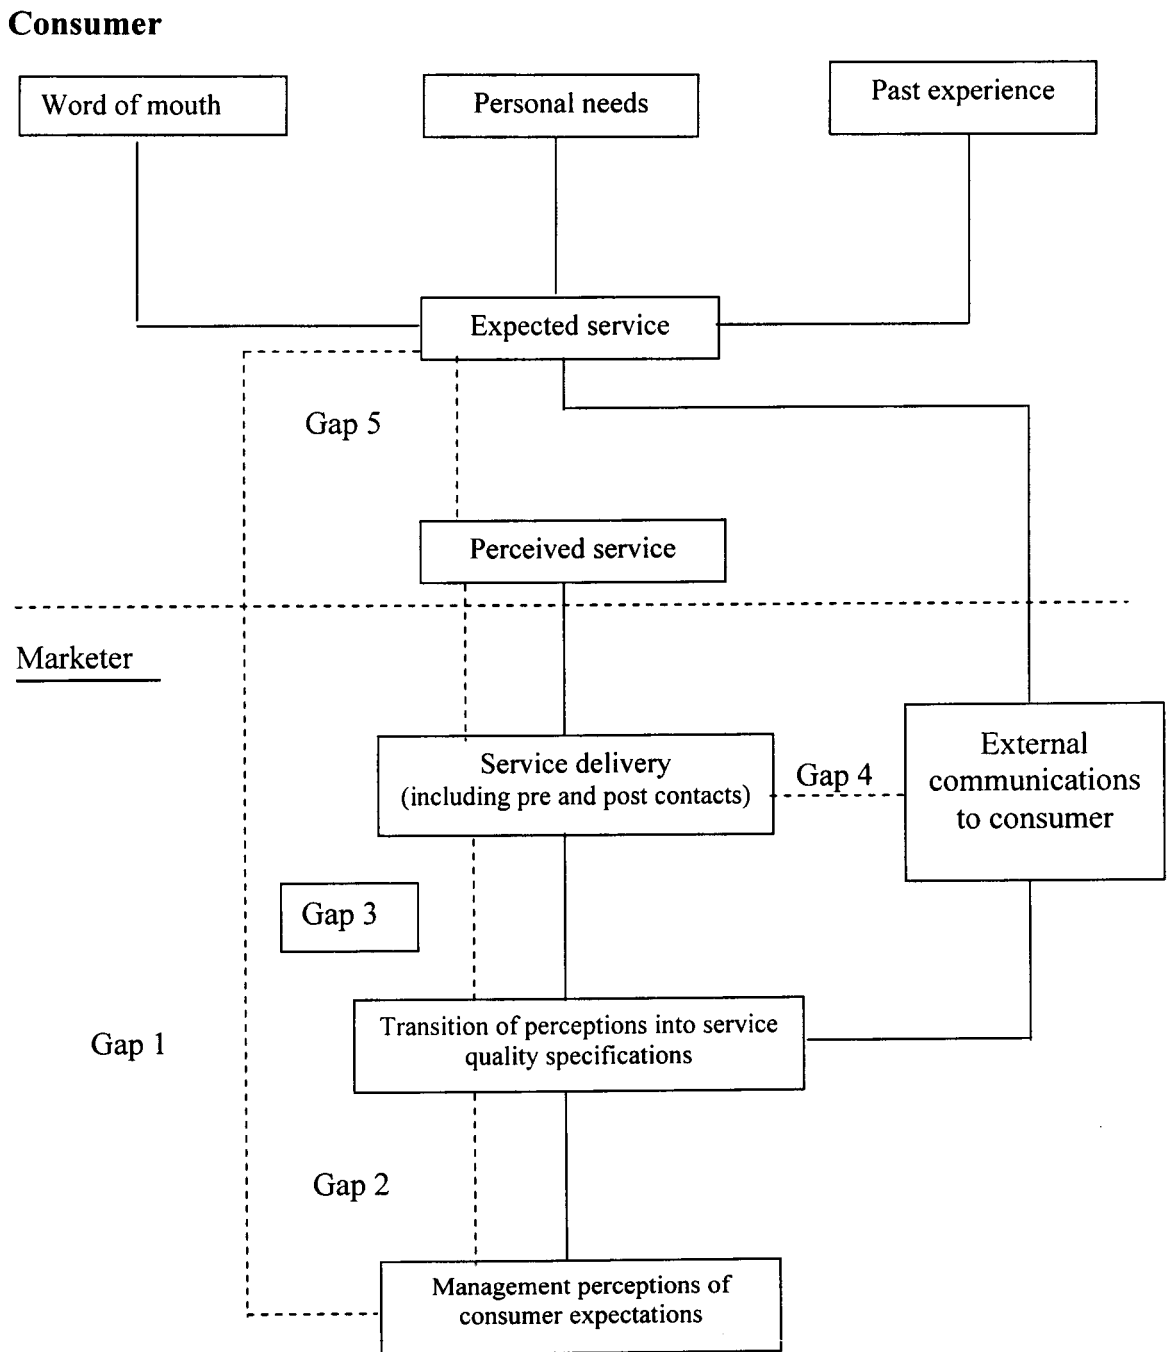 Consumer
Word of mouth
Personal needs
Past experience
Expected service
Gap 5
Perceived service
Marketer
Service delivery
(including pre and post contacts)
Gap 4
External
communications
to consumer
Gap 3
Transition of perceptions into service
quality specifications
Gap 1
Gap 2
Management perceptions of
consumer expectations